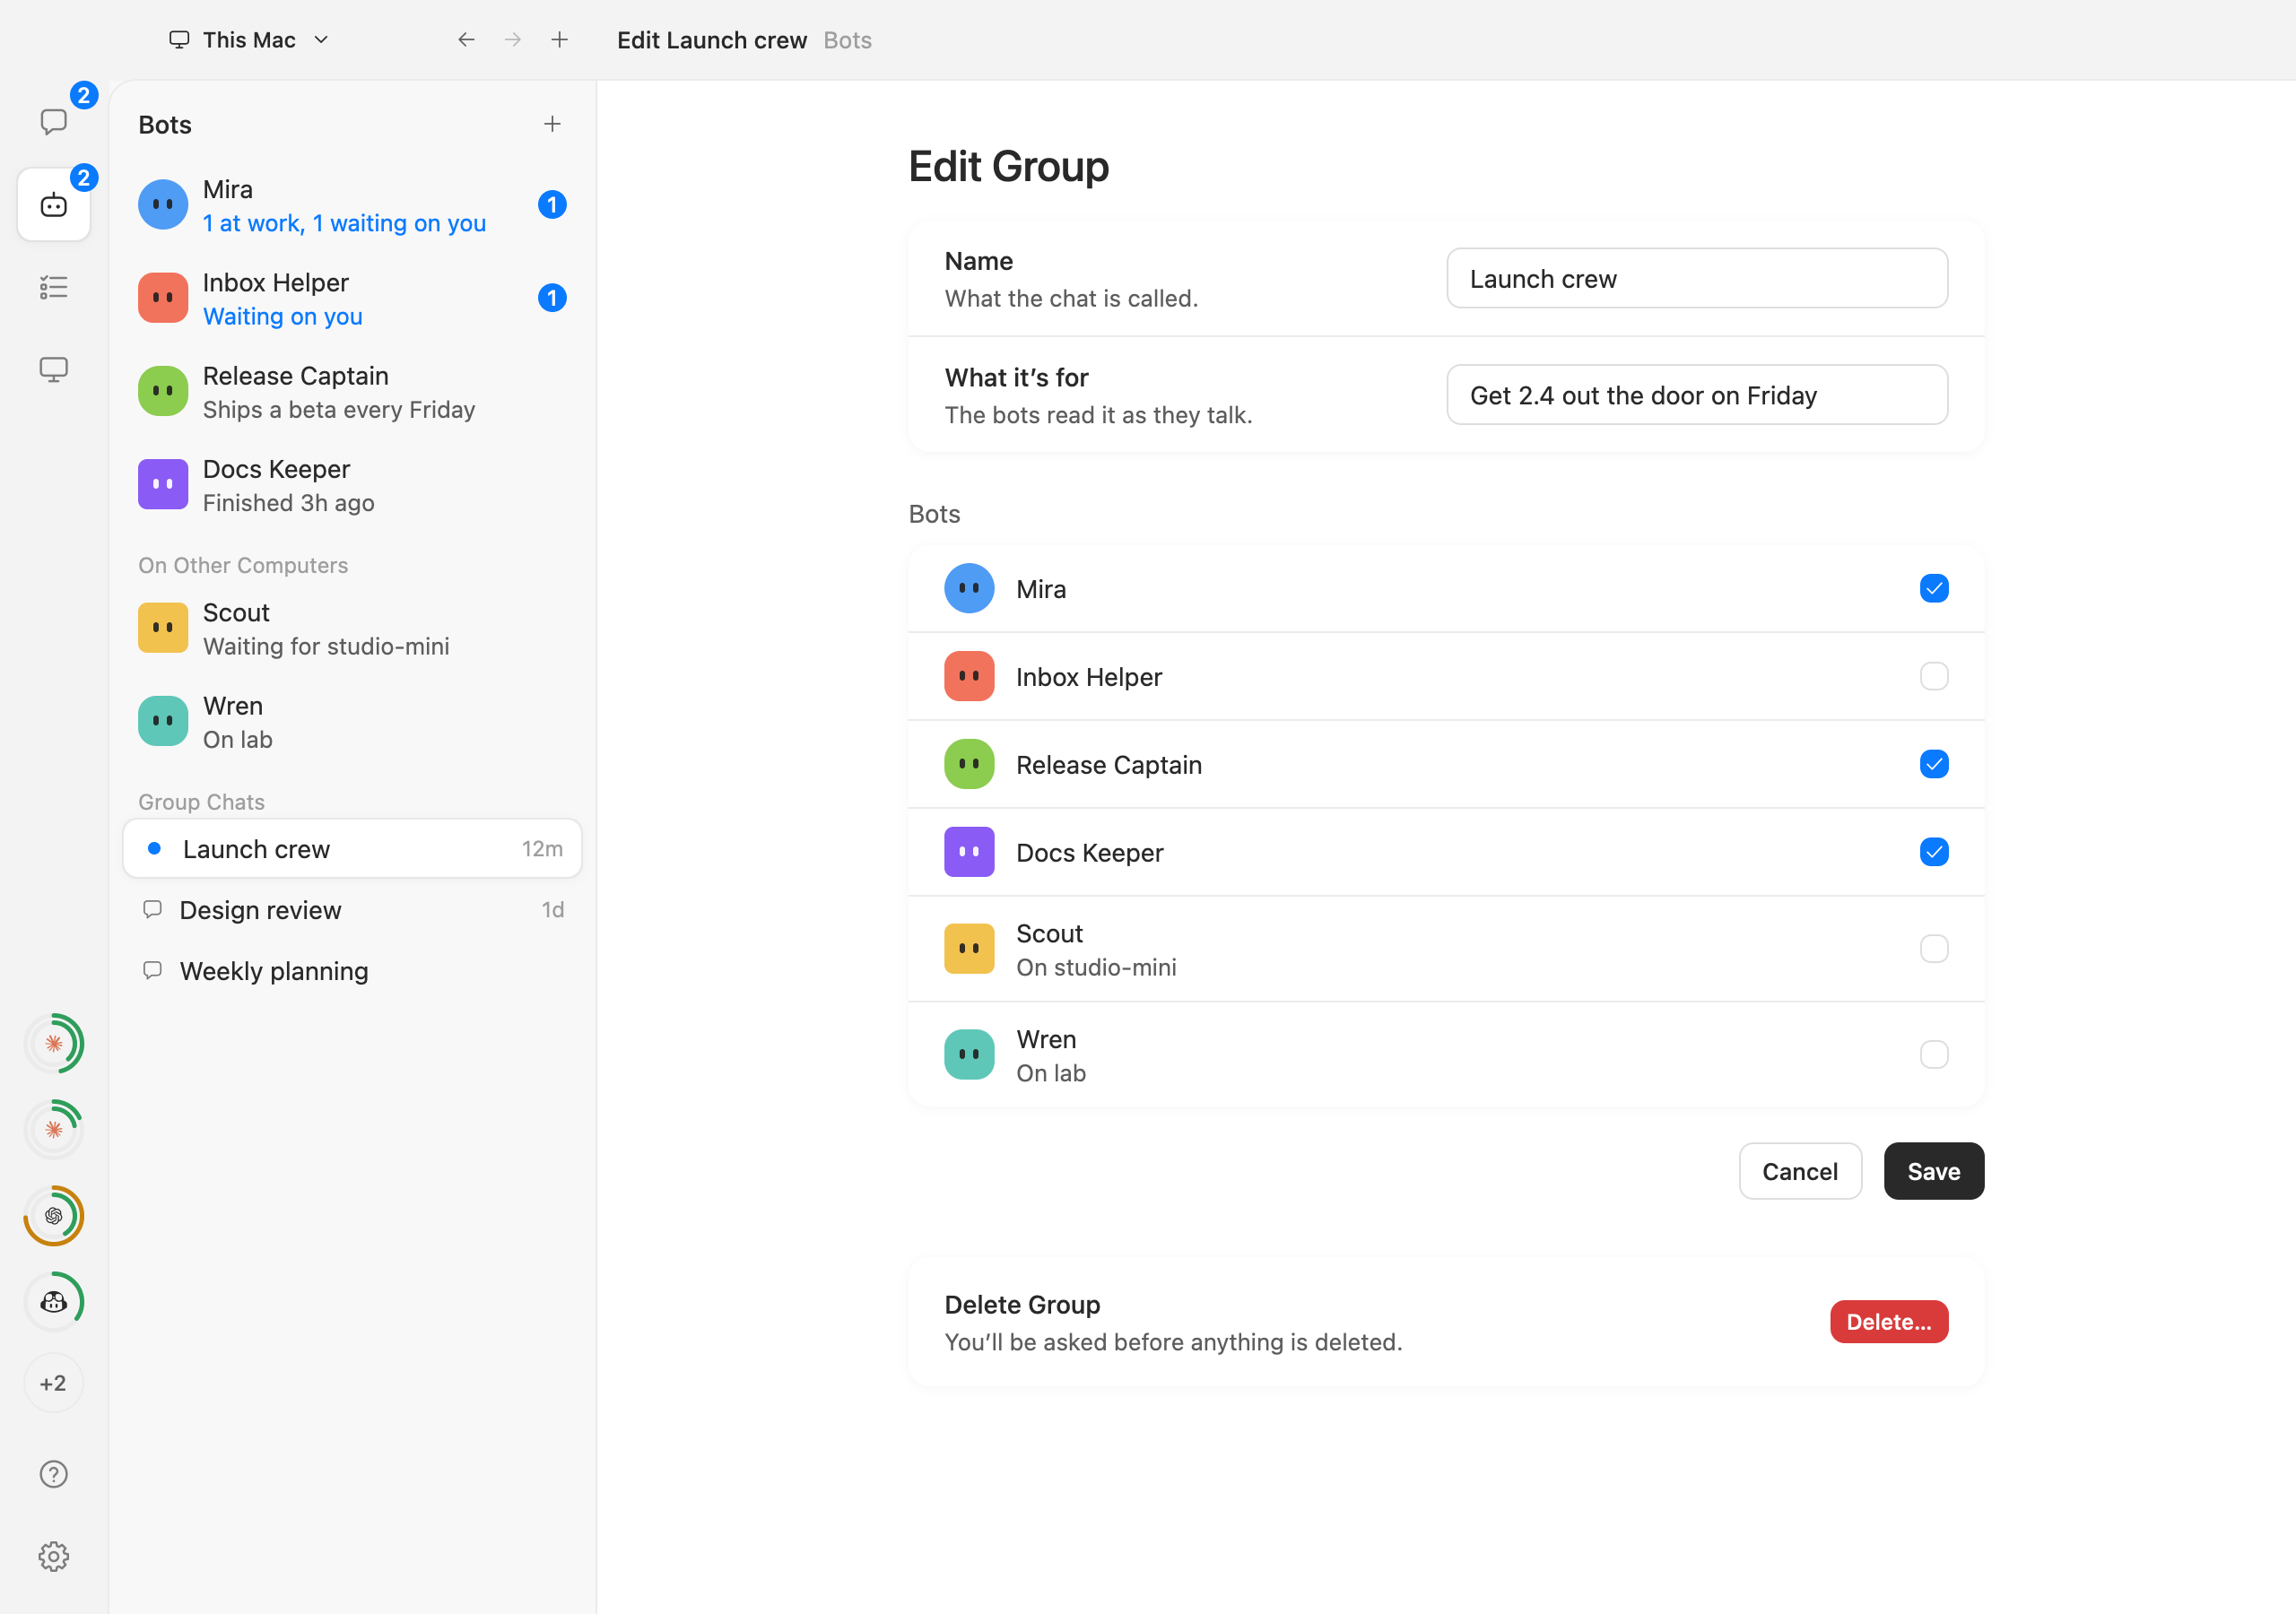 This Mac
Edit Launch crew Bots
2
2
Bots
Mira
1 at work, 1 waiting on you
1
Inbox Helper
Waiting on you
1
Release Captain
Ships a beta every Friday
Docs Keeper
Finished 3h ago
On Other Computers
Scout
Waiting for studio-mini
Wren
On lab
Group Chats
Launch crew 12m
Design review 1d
Weekly planning
+2
Edit Group
Name
What the chat is called.
Launch crew
What it’s for
The bots read it as they talk.
Get 2.4 out the door on Friday
Bots
Mira
Inbox Helper
Release Captain
Docs Keeper
Scout
On studio-mini
Wren
On lab
Cancel Save
Delete Group
You’ll be asked before anything is deleted.
Delete...